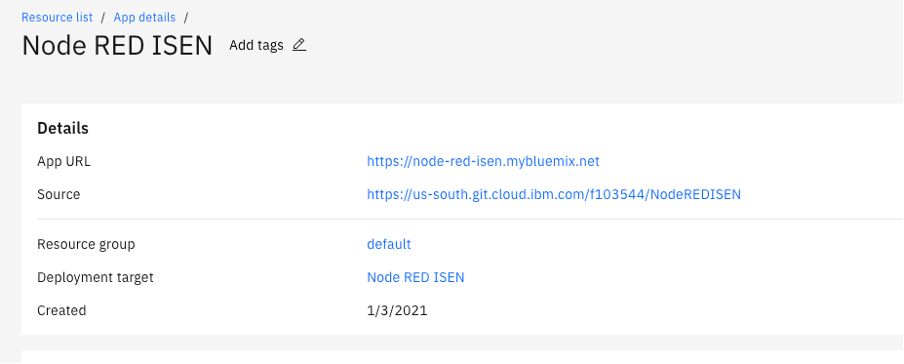 Resource list / App details /
Node RED ISEN Add tags
Details
App URL https://node-red-isen.mybluemix.net
Source https://us-south.git.cloud.ibm.com/f103544/NodeREDISEN
Resource group default
Deployment target Node RED ISEN
Created 1/3/2021